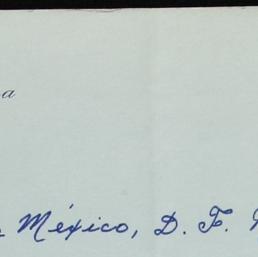 a
México, D. F.